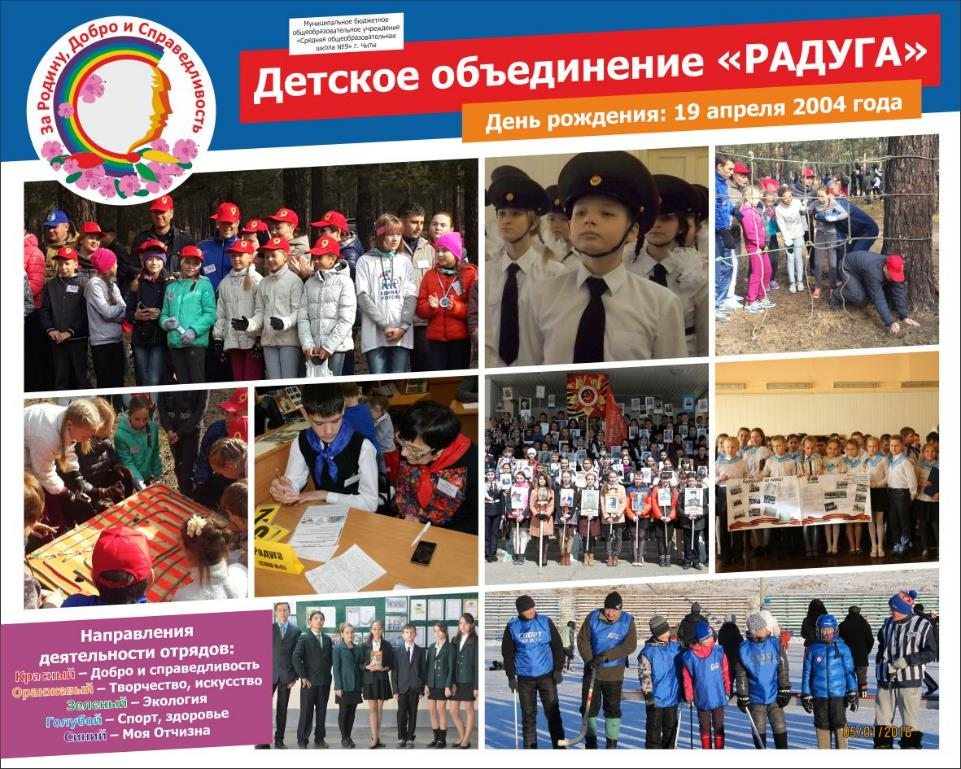 За Родину, Добро и Справедливость
Муниципальное бюджетное
общеобразовательное учреждение
«Средняя общеобразовательная
школа №9» г. Читы
Детское объединение «РАДУГА»
День рождения: 19 апреля 2004 года
Радуга
СПОРТ
05/01/2016
Направления
деятельности отрядов:
Красный – Добро и справедливость
Оранжевый – Творчество, искусство
Зеленый – Экология
Голубой – Спорт, здоровье
Синий – Моя Отчизна